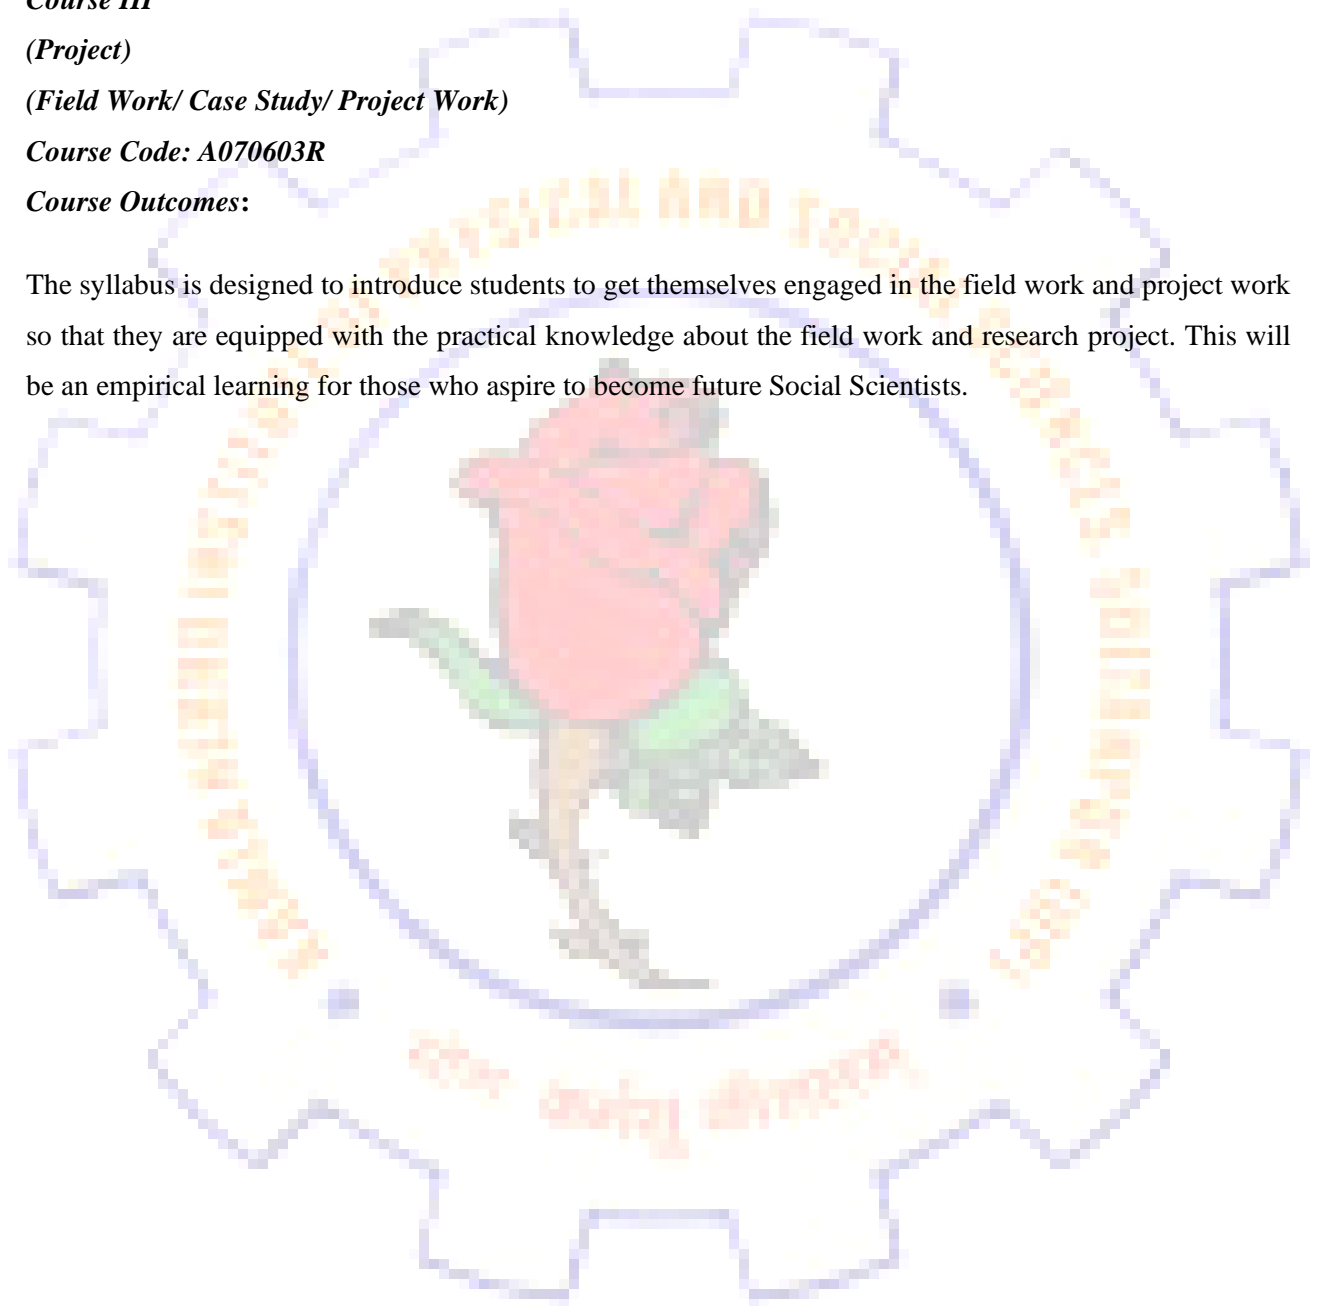 Course III
(Project)
(Field Work/ Case Study/ Project Work)
Course Code: A070603R
Course Outcomes:
The syllabus is designed to introduce students to get themselves engaged in the field work and project work
so that they are equipped with the practical knowledge about the field work and research project. This will
be an empirical learning for those who aspire to become future Social Scientists.